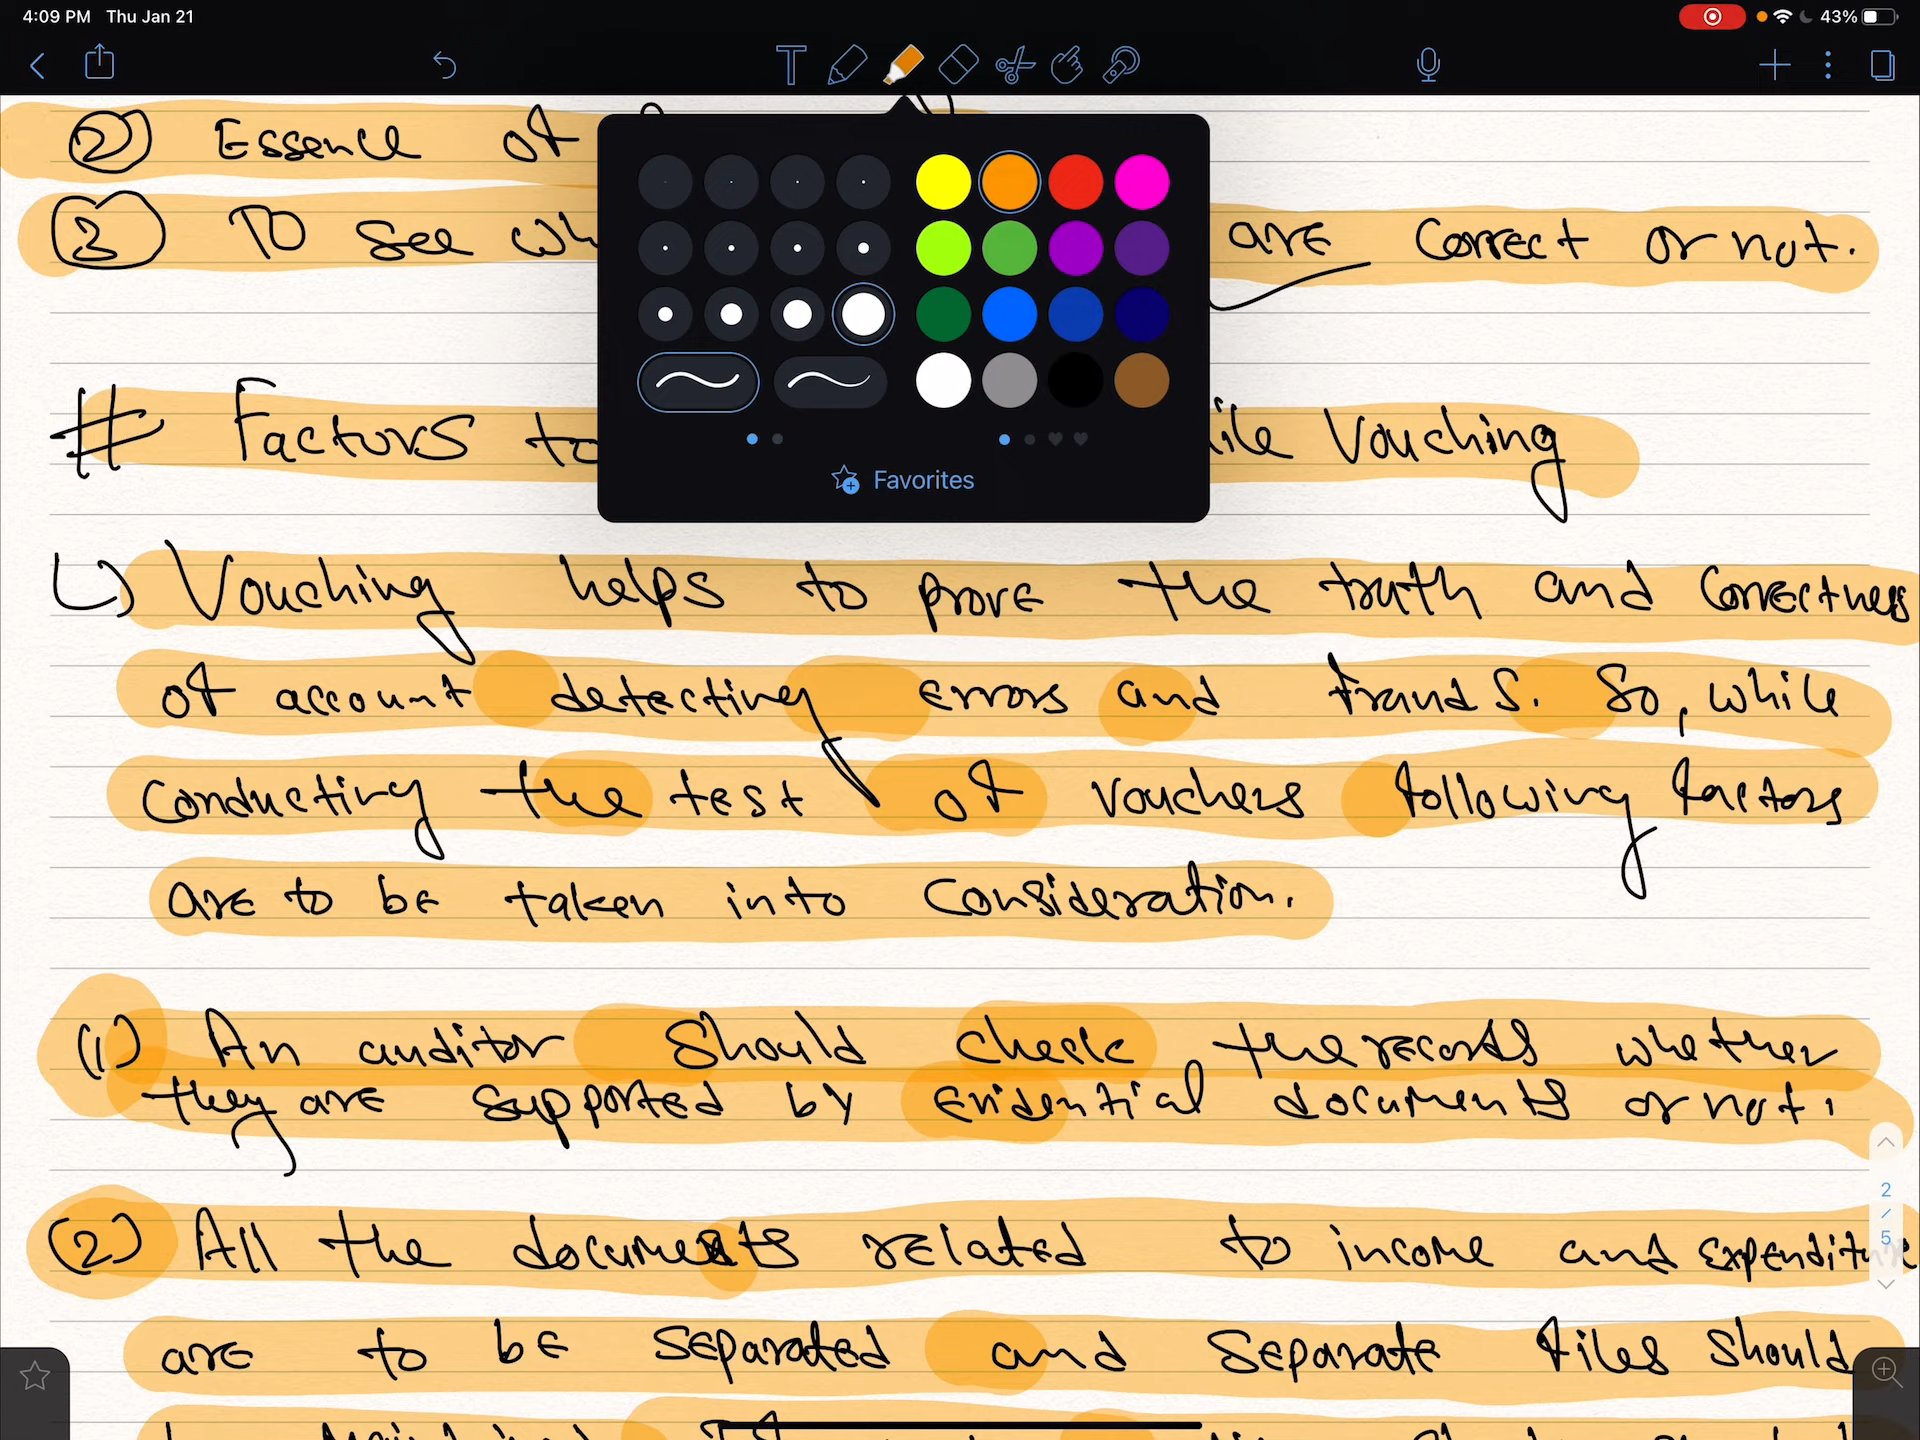 4:09 PM Thu Jan 21 43%
② Essence of
③ To see are correct or not.
# Factors to Vouching
Favorites
↳ Vouching helps to prove the truth and correctness
of account detecting errors and frauds. So, while
conducting the test of vouchers following factors
are to be taken into consideration.
(1) An auditor should check the records whether
they are supported by evidential documents or not.
(2) All the documents related to income and expenditure
are to be separated and separate files should
2
/
5